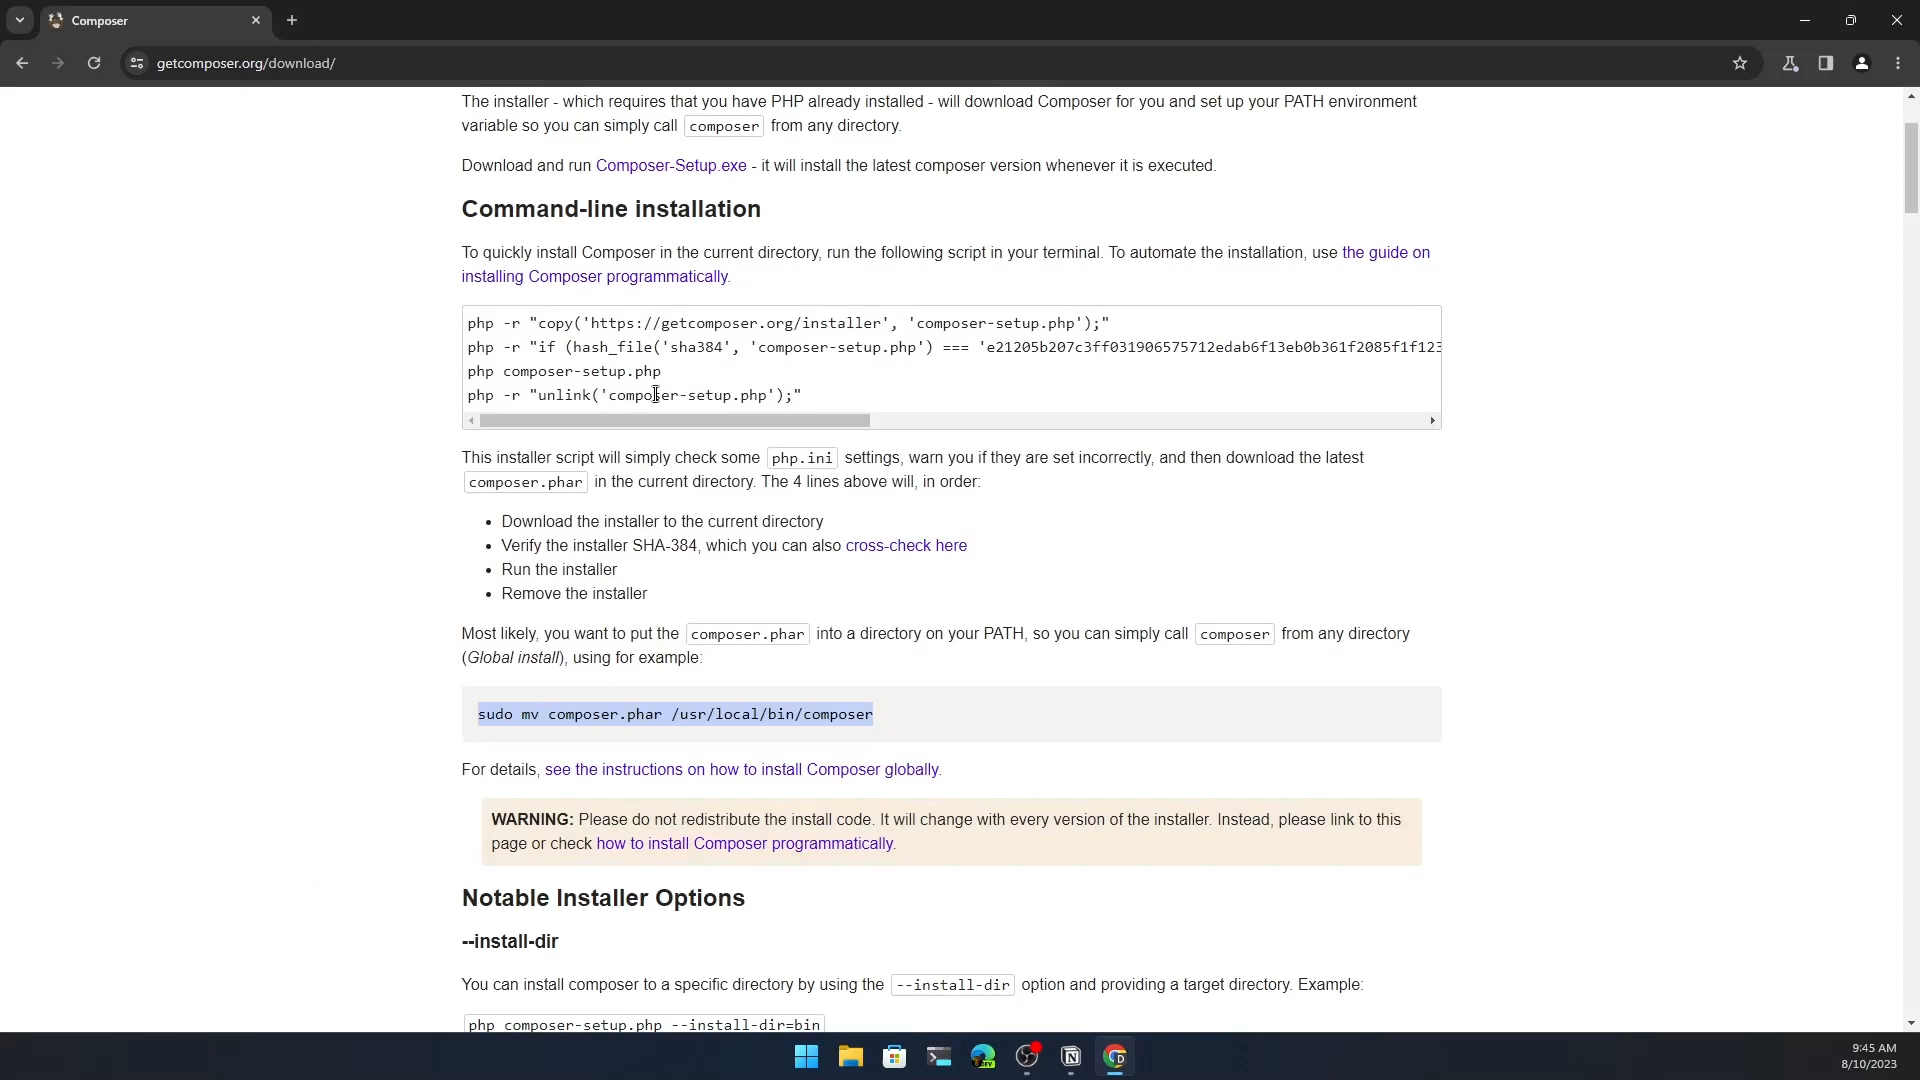 Composer
getcomposer.org/download/
The installer - which requires that you have PHP already installed - will download Composer for you and set up your PATH environment
variable so you can simply call composer from any directory.
Download and run Composer-Setup.exe - it will install the latest composer version whenever it is executed.
Command-line installation
To quickly install Composer in the current directory, run the following script in your terminal. To automate the installation, use the guide on
installing Composer programmatically.
php -r "copy('https://getcomposer.org/installer', 'composer-setup.php');"
php -r "if (hash_file('sha384', 'composer-setup.php') === 'e21205b207c3ff031906575712edab6f13eb0b361f2085f1f123
php composer-setup.php
php -r "unlink('composer-setup.php');"
This installer script will simply check some php.ini settings, warn you if they are set incorrectly, and then download the latest
composer.phar in the current directory. The 4 lines above will, in order:
• Download the installer to the current directory
• Verify the installer SHA-384, which you can also cross-check here
• Run the installer
• Remove the installer
Most likely, you want to put the composer.phar into a directory on your PATH, so you can simply call composer from any directory
(Global install), using for example:
sudo mv composer.phar /usr/local/bin/composer
For details, see the instructions on how to install Composer globally.
WARNING: Please do not redistribute the install code. It will change with every version of the installer. Instead, please link to this
page or check how to install Composer programmatically.
Notable Installer Options
--install-dir
You can install composer to a specific directory by using the --install-dir option and providing a target directory. Example:
php composer-setup.php --install-dir=bin
9:45 AM
8/10/2023